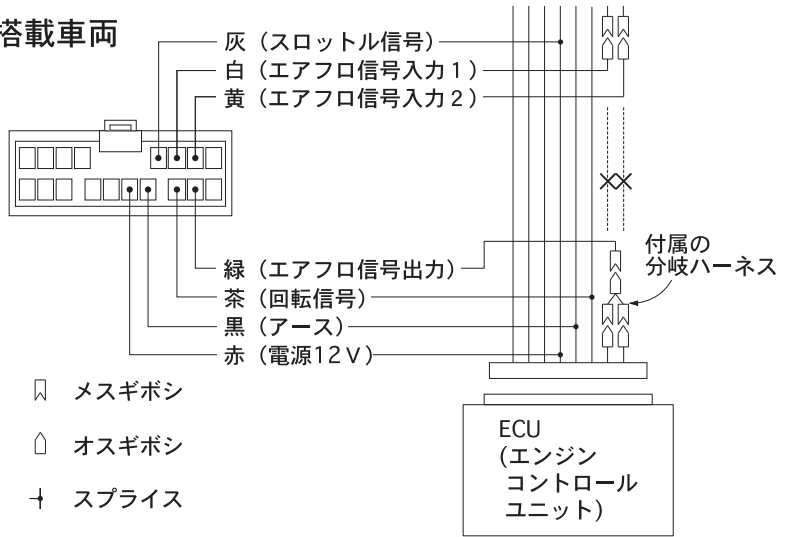 搭載車両
灰（スロットル信号）
白（エアフロ信号入力１）
黄（エアフロ信号入力２）
付属の
分岐ハーネス
緑（エアフロ信号出力）
茶（回転信号）
黒（アース）
赤（電源12Ｖ）
メスギボシ
オスギボシ
スプライス
ECU
(エンジン
コントロール
ユニット)